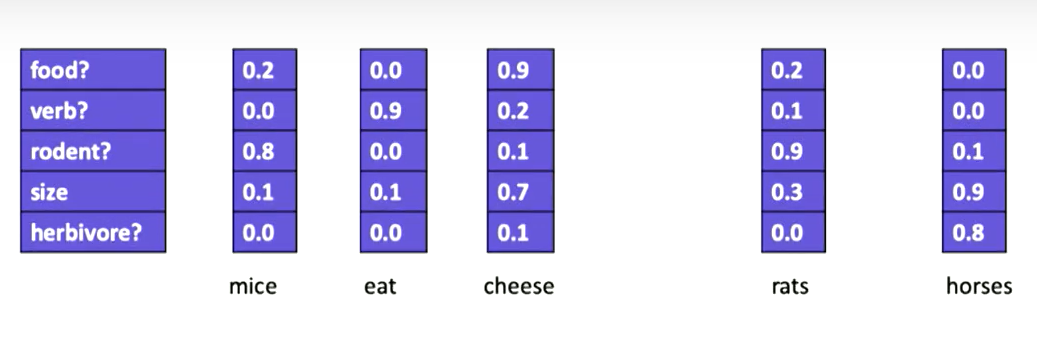 food? 0.2 0.0 0.9 0.2 0.0
verb? 0.0 0.9 0.2 0.1 0.0
rodent? 0.8 0.0 0.1 0.9 0.1
size 0.1 0.1 0.7 0.3 0.9
herbivore? 0.0 0.0 0.1 0.0 0.8
mice eat cheese rats horses